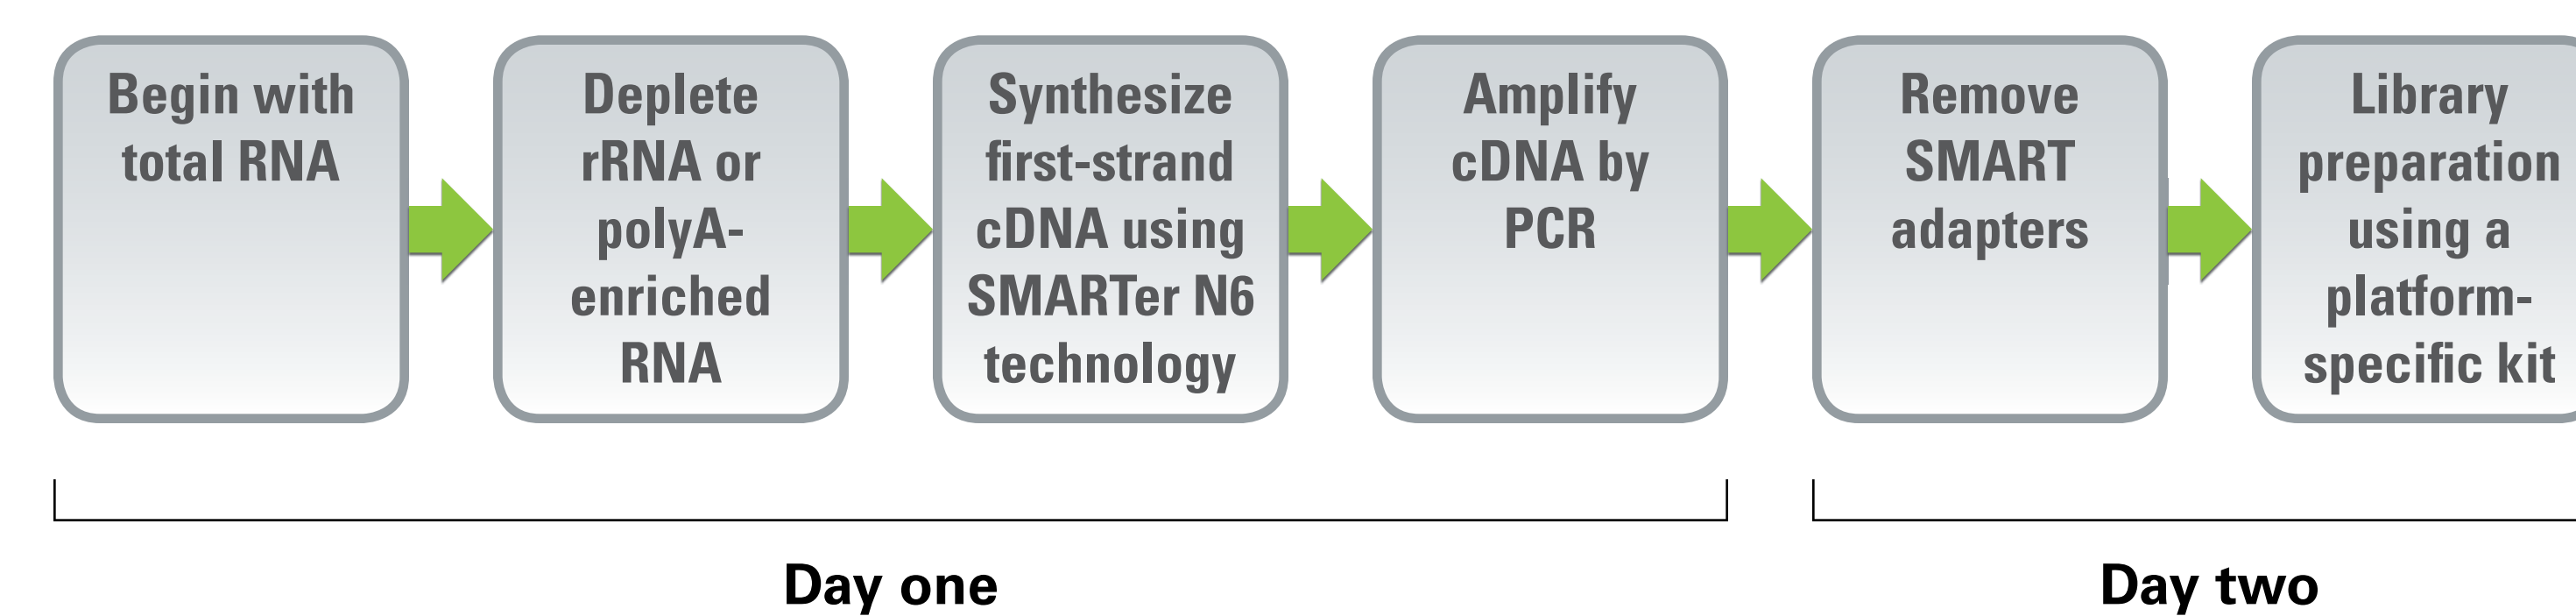 Begin with
total RNA
Deplete
rRNA or
polyA-
enriched
RNA
Synthesize
first-strand
cDNA using
SMARTer N6
technology
Amplify
cDNA by
PCR
Remove
SMART
adapters
Library
preparation
using a
platform-
specific kit
Day one
Day two